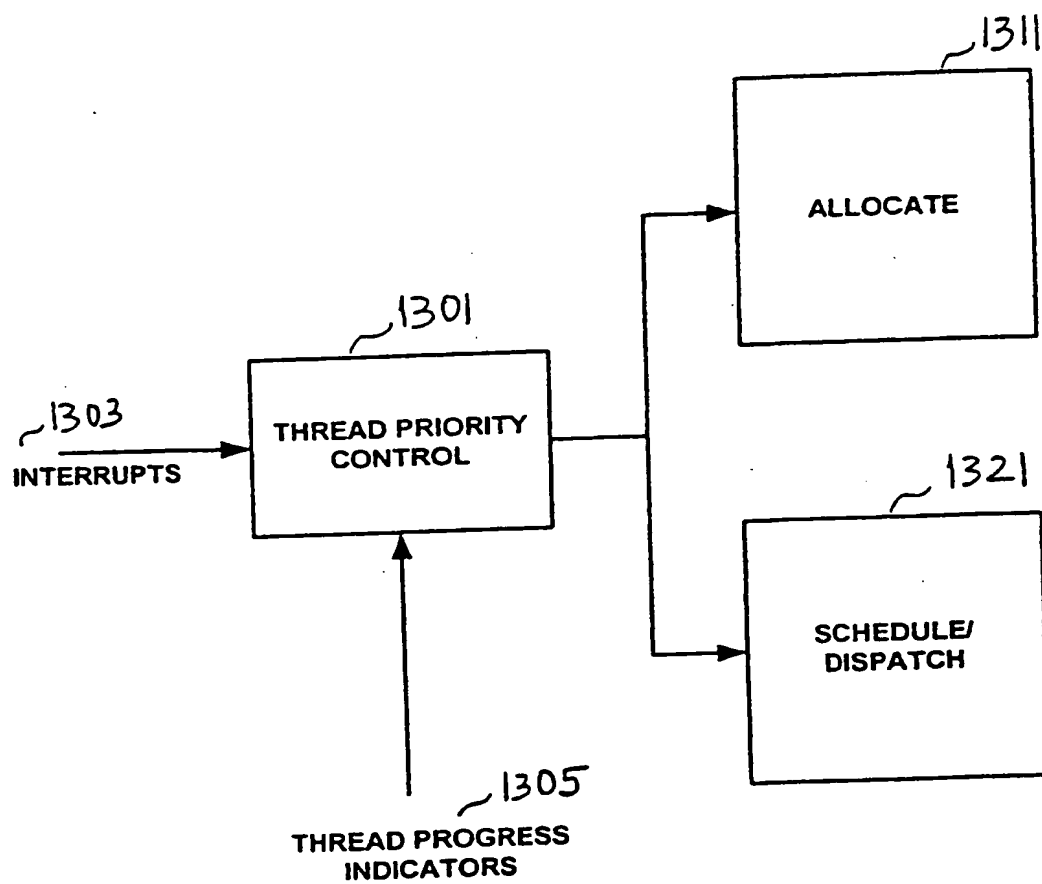 1311
ALLOCATE
1301
THREAD PRIORITY
CONTROL
1303
INTERRUPTS
1321
SCHEDULE/
DISPATCH
1305
THREAD PROGRESS
INDICATORS